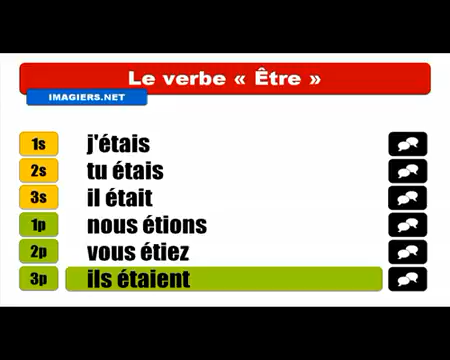 Le verbe « Être »
IMAGIERS.NET
1s j'étais
2s tu étais
3s il était
1p nous étions
2p vous étiez
3p ils étaient